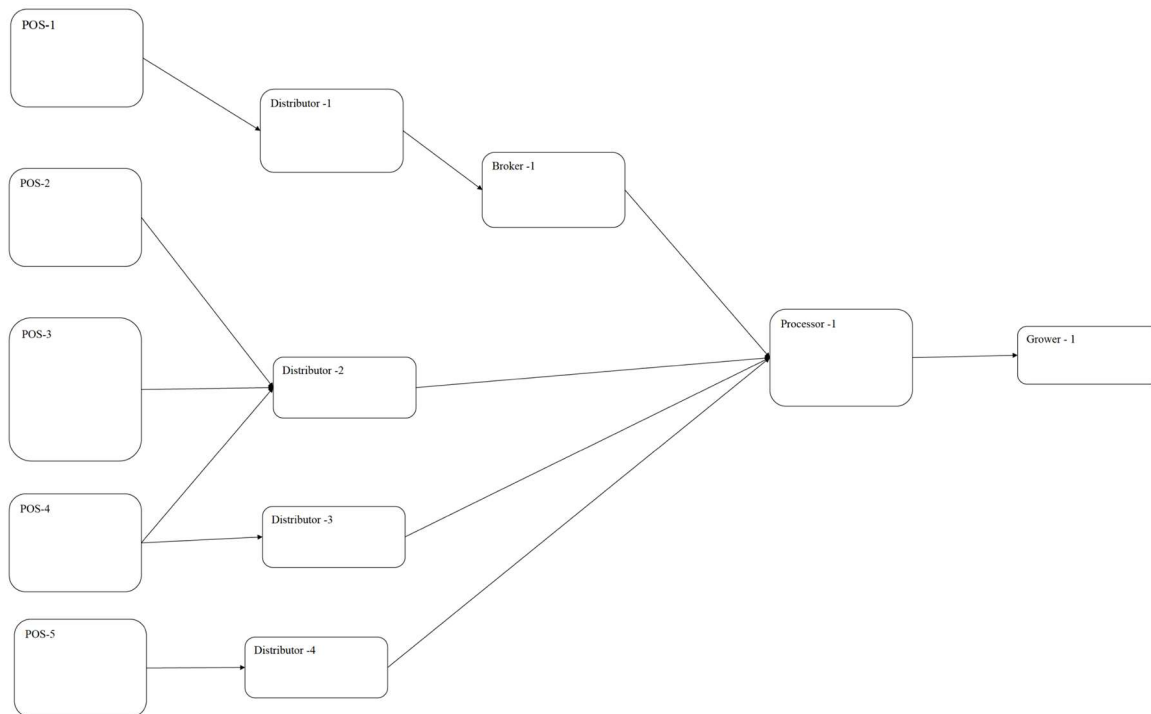 POS-1
Distributor -1
Broker -1
POS-2
POS-3
Processor -1
Grower - 1
Distributor -2
POS-4
Distributor -3
POS-5
Distributor -4